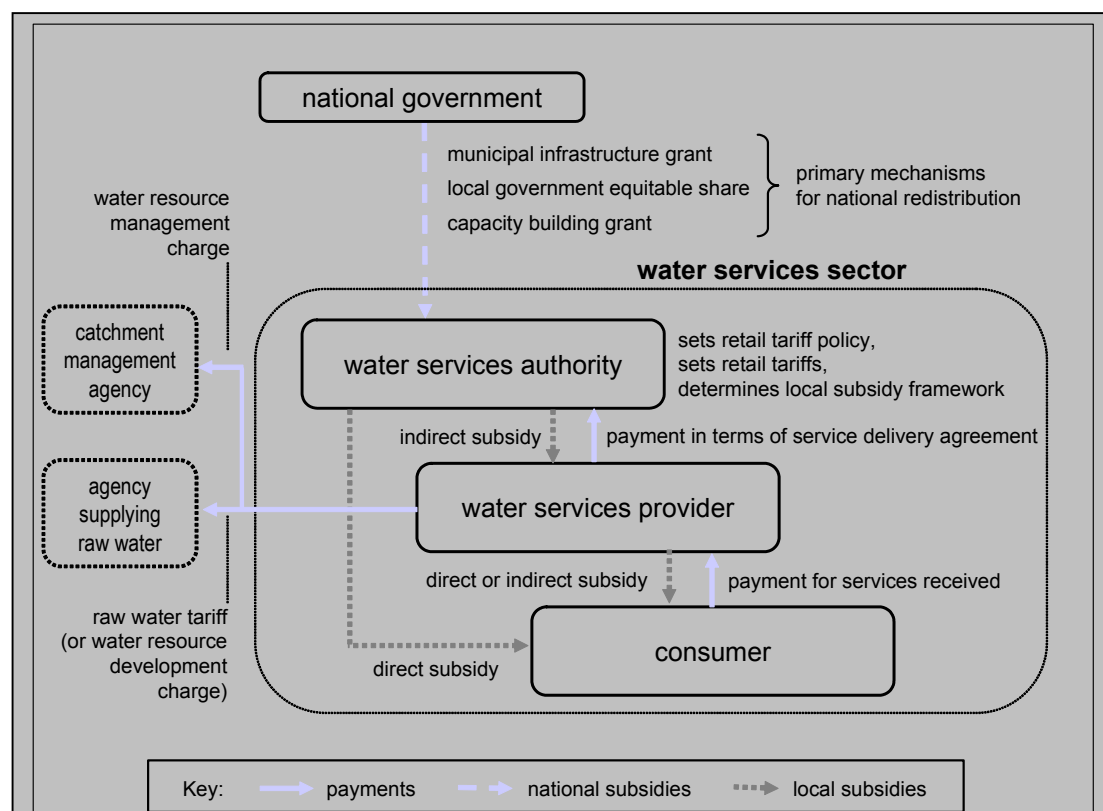 national government
municipal infrastructure grant
local government equitable share
capacity building grant
primary mechanisms
for national redistribution
water resource
management
charge
water services sector
catchment
management
agency
water services authority
sets retail tariff policy,
sets retail tariffs,
determines local subsidy framework
indirect subsidy
payment in terms of service delivery agreement
agency
supplying
raw water
water services provider
direct or indirect subsidy
payment for services received
raw water tariff
(or water resource
development
charge)
direct subsidy
consumer
Key:
payments
national subsidies
local subsidies